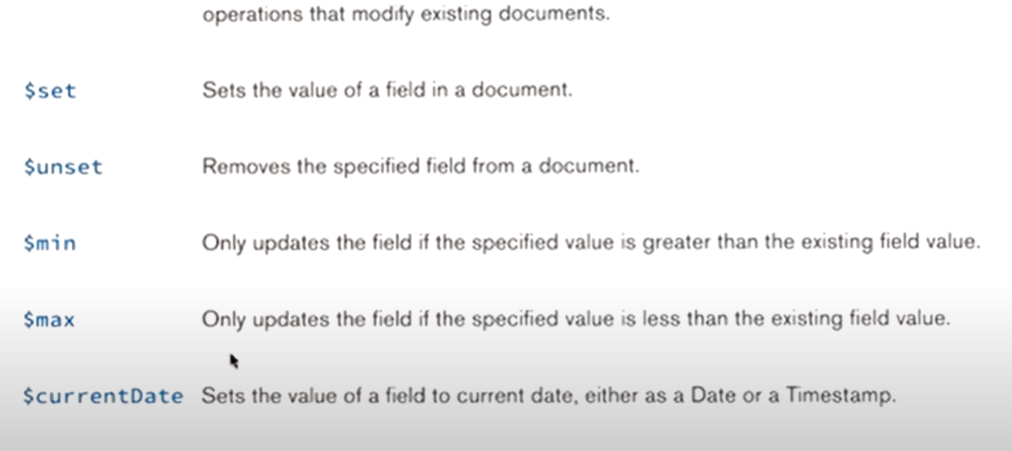 operations that modify existing documents.
$set Sets the value of a field in a document.
$unset Removes the specified field from a document.
$min Only updates the field if the specified value is greater than the existing field value.
$max Only updates the field if the specified value is less than the existing field value.
$currentDate Sets the value of a field to current date, either as a Date or a Timestamp.